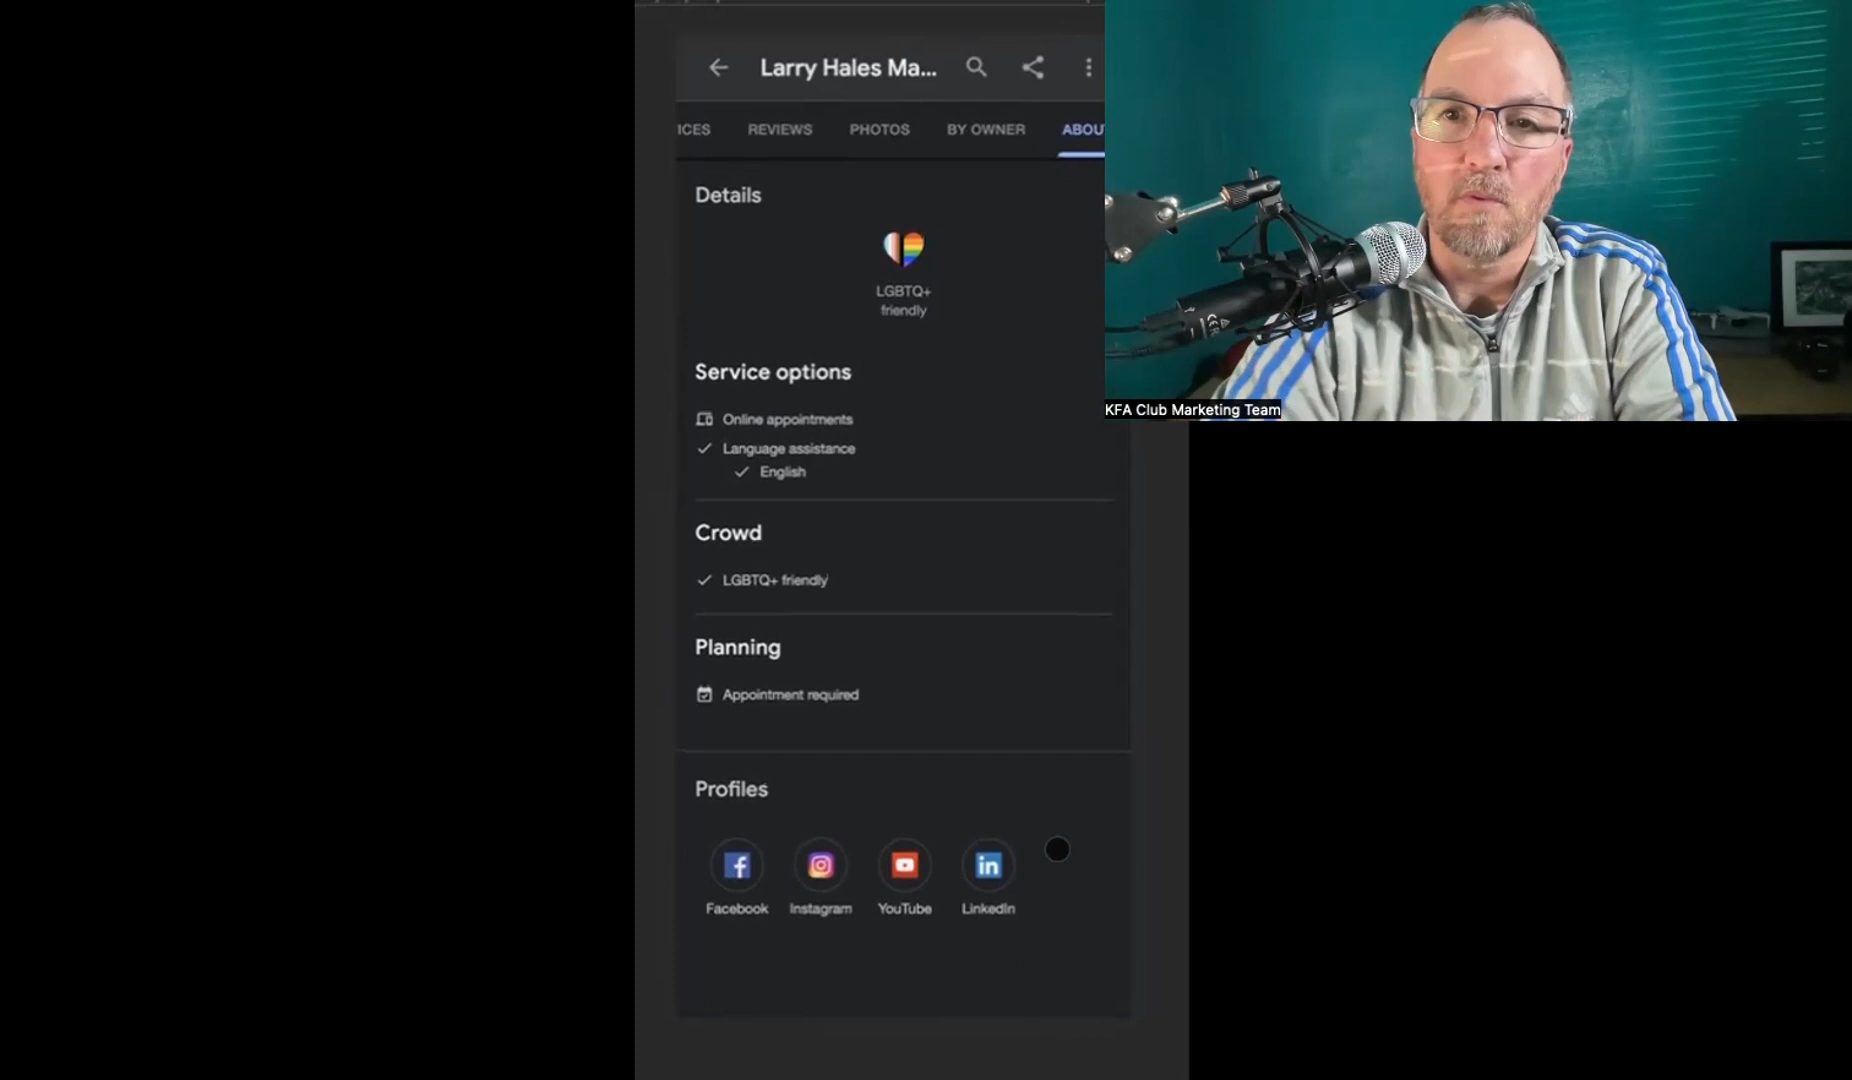 Larry Hales Ma...
ICES REVIEWS PHOTOS BY OWNER ABOU
Details
LGBTQ+
friendly
Service options
Online appointments
Language assistance
English
Crowd
LGBTQ+ friendly
Planning
Appointment required
Profiles
Facebook Instagram YouTube LinkedIn
KFA Club Marketing Team